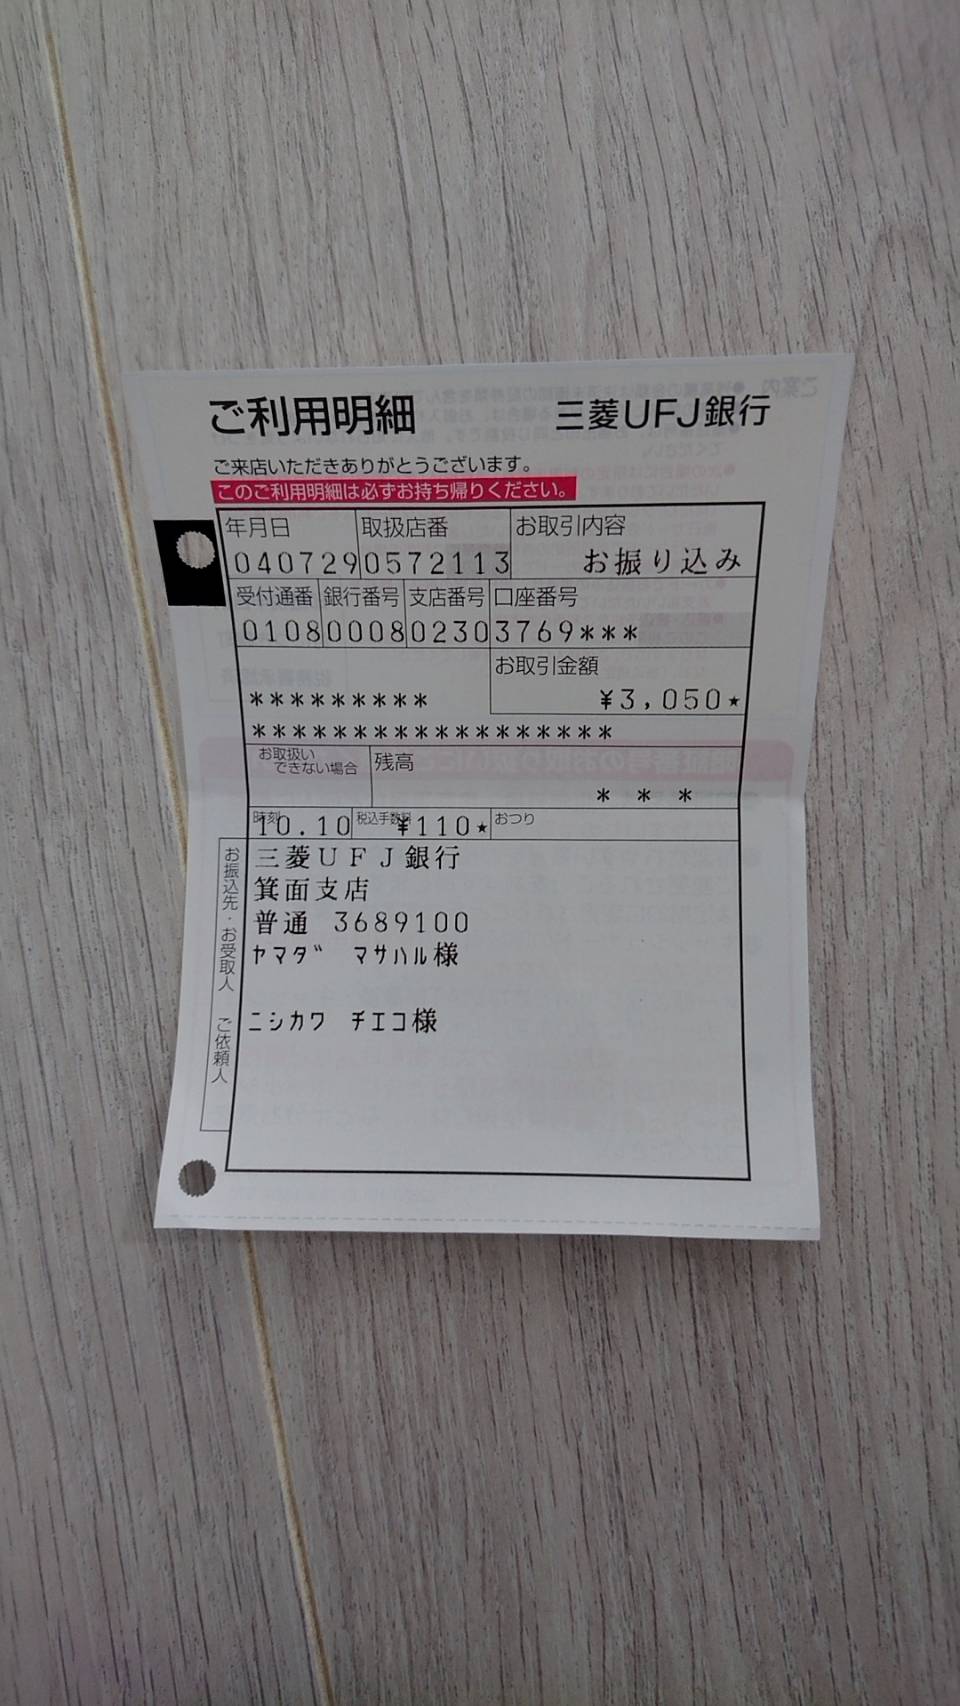 ご利用明細 三菱UFJ銀行
ご来店いただきありがとうございます。
このご利用明細は必ずお持ち帰りください。
年月日 取扱店番 お取引内容
040729 0572113 お振り込み
受付通番 銀行番号 支店番号 口座番号
0108 0008 0230 3769***
お取引金額
********* ¥3,050★
******************
お取扱いできない場合 残高
* * *
時刻 10.10 税込手数料 ¥110★ おつり
お振込先・お受取人 ご依頼人
三菱UFJ銀行
箕面支店
普通 3689100
ヤマダ マサハル様
ニシカワ チエコ様